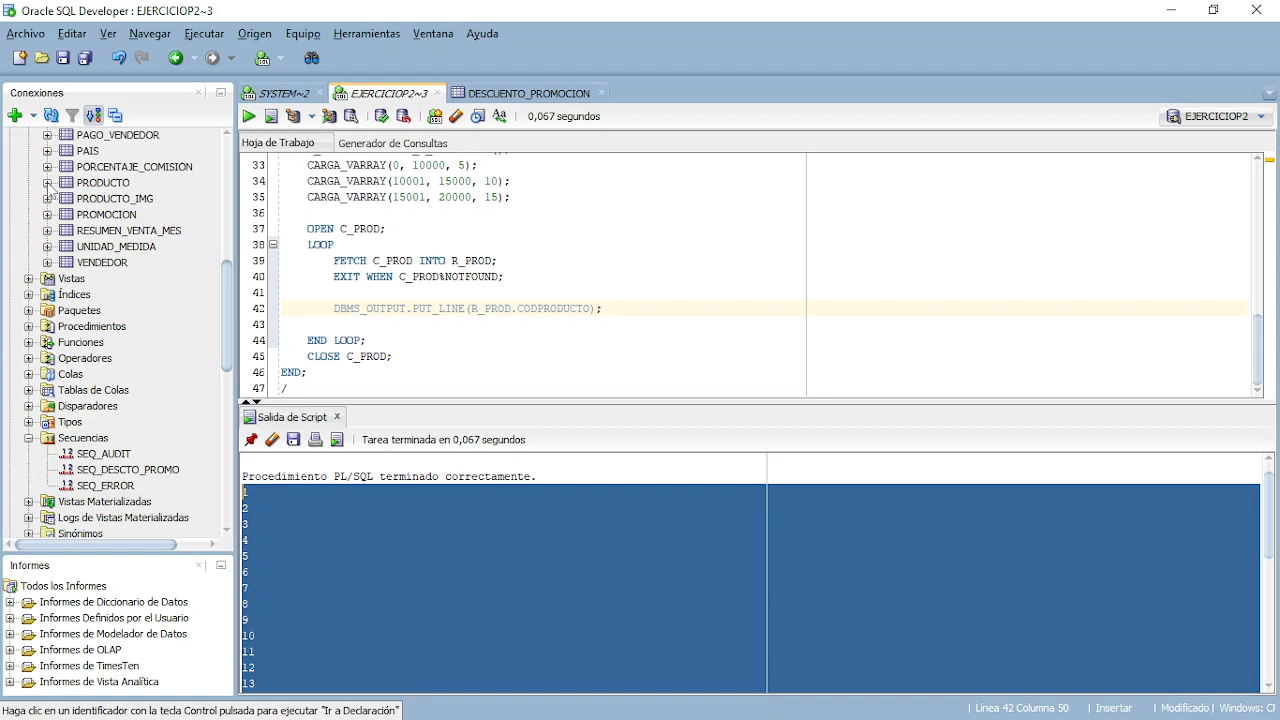 Oracle SQL Developer : EJERCICIOP2~3
Archivo Editar Ver Navegar Ejecutar Origen Equipo Herramientas Ventana Ayuda
Conexiones
SYSTEM~2
EJERCICIOP2~3
DESCUENTO_PROMOCION
0,067 segundos
EJERCICIOP2
Hoja de Trabajo
Generador de Consultas
PAGO_VENDEDOR
PAIS
PORCENTAJE_COMISION
PRODUCTO
PRODUCTO_IMG
PROMOCION
RESUMEN_VENTA_MES
UNIDAD_MEDIDA
VENDEDOR
Vistas
Índices
Paquetes
Procedimientos
Funciones
Operadores
Colas
Tablas de Colas
Disparadores
Tipos
Secuencias
SEQ_AUDIT
SEQ_DESCTO_PROMO
SEQ_ERROR
Vistas Materializadas
Logs de Vistas Materializadas
Sinónimos
33 CARGA_VARRAY(0, 10000, 5);
34 CARGA_VARRAY(10001, 15000, 10);
35 CARGA_VARRAY(15001, 20000, 15);
36
37 OPEN C_PROD;
38 LOOP
39 FETCH C_PROD INTO R_PROD;
40 EXIT WHEN C_PROD%NOTFOUND;
41
42 DBMS_OUTPUT.PUT_LINE(R_PROD.CODPRODUCTO);
43
44 END LOOP;
45 CLOSE C_PROD;
46 END;
47 /
Salida de Script
Tarea terminada en 0,067 segundos
Procedimiento PL/SQL terminado correctamente.
1
2
3
4
5
6
7
8
9
10
11
12
13
Informes
Todos los Informes
Informes de Diccionario de Datos
Informes Definidos por el Usuario
Informes de Modelador de Datos
Informes de OLAP
Informes de TimesTen
Informes de Vista Analítica
Haga clic en un identificador con la tecla Control pulsada para ejecutar "Ir a Declaración"
Línea 42 Columna 50
Insertar
Modificado
Windows: CF